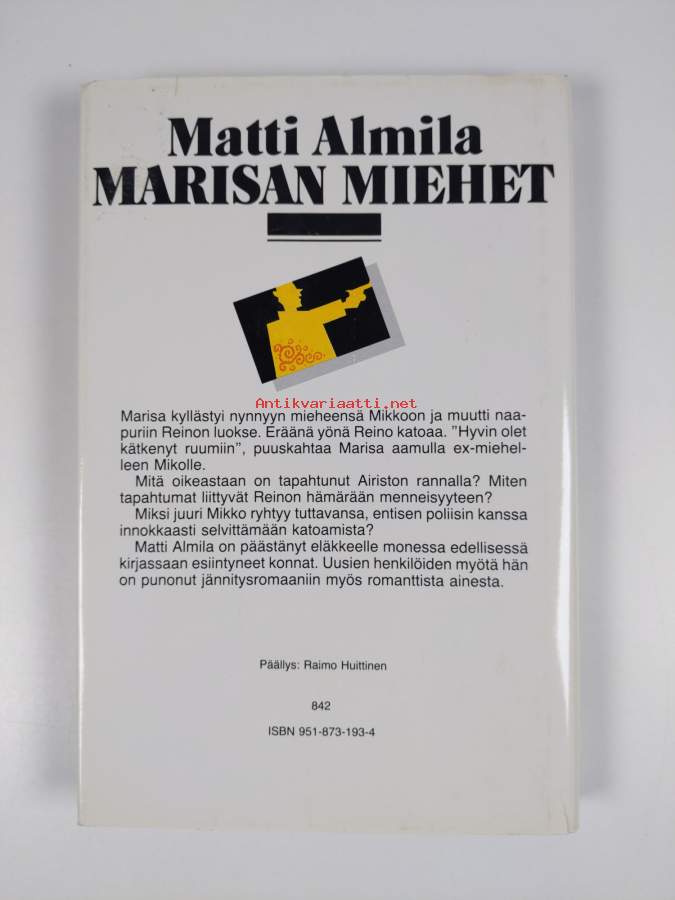 Matti Almila
MARISAN MIEHET
Antikvariaatti.net
Marisa kyllästyi nynnyyn mieheensä Mikkoon ja muutti naa-
puriin Reinon luokse. Eräänä yönä Reino katoaa. ”Hyvin olet
kätkenyt ruumiin”, puuskahtaa Marisa aamulla ex-miehel-
leen Mikolle.
Mitä oikeastaan on tapahtunut Airiston rannalla? Miten
tapahtumat liittyvät Reinon hämärään menneisyyteen?
Miksi juuri Mikko ryhtyy tuttavansa, entisen poliisin kanssa
innokkaasti selvittämään katoamista?
Matti Almila on päästänyt eläkkeelle monessa edellisessä
kirjassaan esiintyneet konnat. Uusien henkilöiden myötä hän
on punonut jännitysromaaniin myös romanttista ainesta.
Päällys: Raimo Huittinen
842
ISBN 951-873-193-4